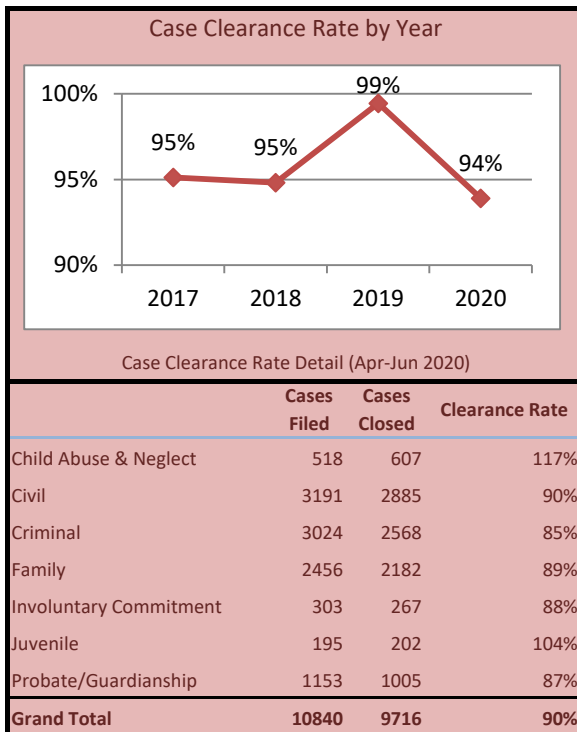 Case Clearance Rate by Year
100%
95%
90%
95%
95%
99%
94%
2017 2018 2019 2020
Case Clearance Rate Detail (Apr-Jun 2020)
Cases Filed Cases Closed Clearance Rate
Child Abuse & Neglect 518 607 117%
Civil 3191 2885 90%
Criminal 3024 2568 85%
Family 2456 2182 89%
Involuntary Commitment 303 267 88%
Juvenile 195 202 104%
Probate/Guardianship 1153 1005 87%
Grand Total 10840 9716 90%